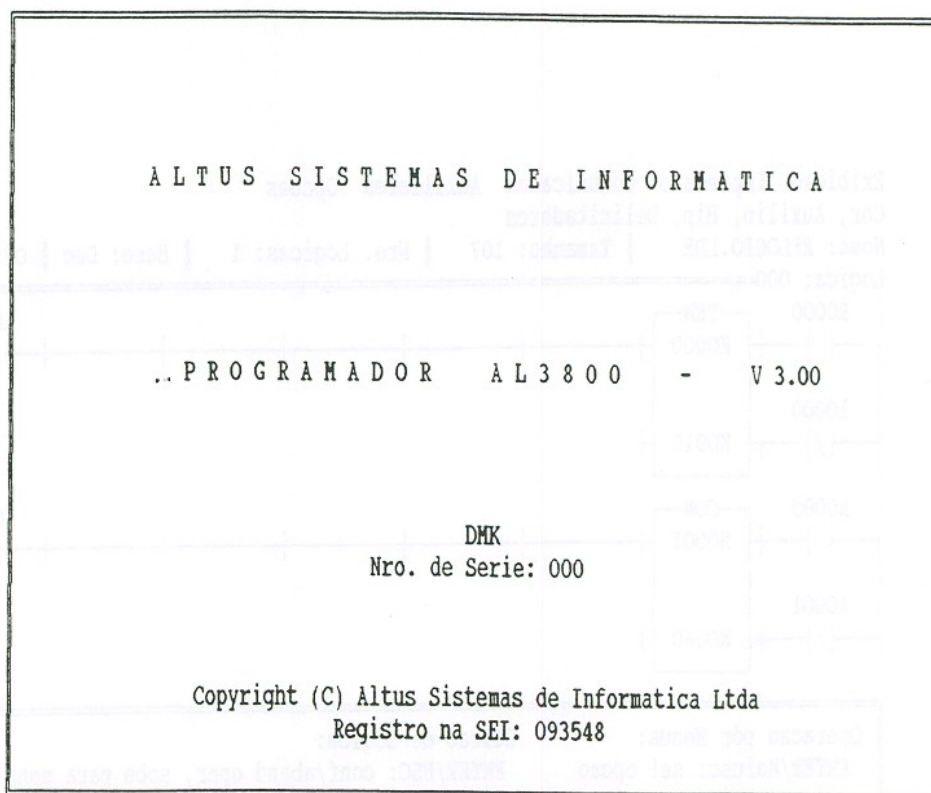 ALTUS SISTEMAS DE INFORMATICA
..PROGRAMADOR AL3800 - V 3.00
DMK
Nro. de Serie: 000
Copyright (C) Altus Sistemas de Informatica Ltda
Registro na SEI: 093548